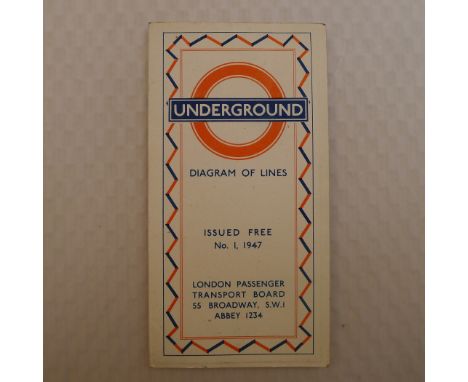 UNDERGROUND
DIAGRAM OF LINES
ISSUED FREE
No. 1, 1947
LONDON PASSENGER
TRANSPORT BOARD
55 BROADWAY, S.W.1
ABBEY 1234